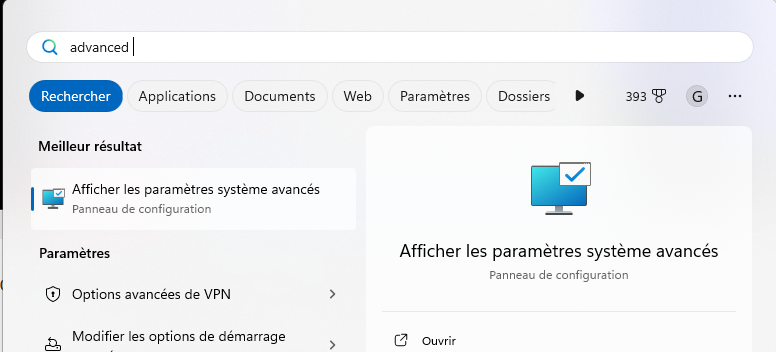 advanced
Rechercher Applications Documents Web Paramètres Dossiers 393 G
Meilleur résultat
Afficher les paramètres système avancés
Panneau de configuration
Paramètres
Options avancées de VPN
Modifier les options de démarrage
Afficher les paramètres système avancés
Panneau de configuration
Ouvrir